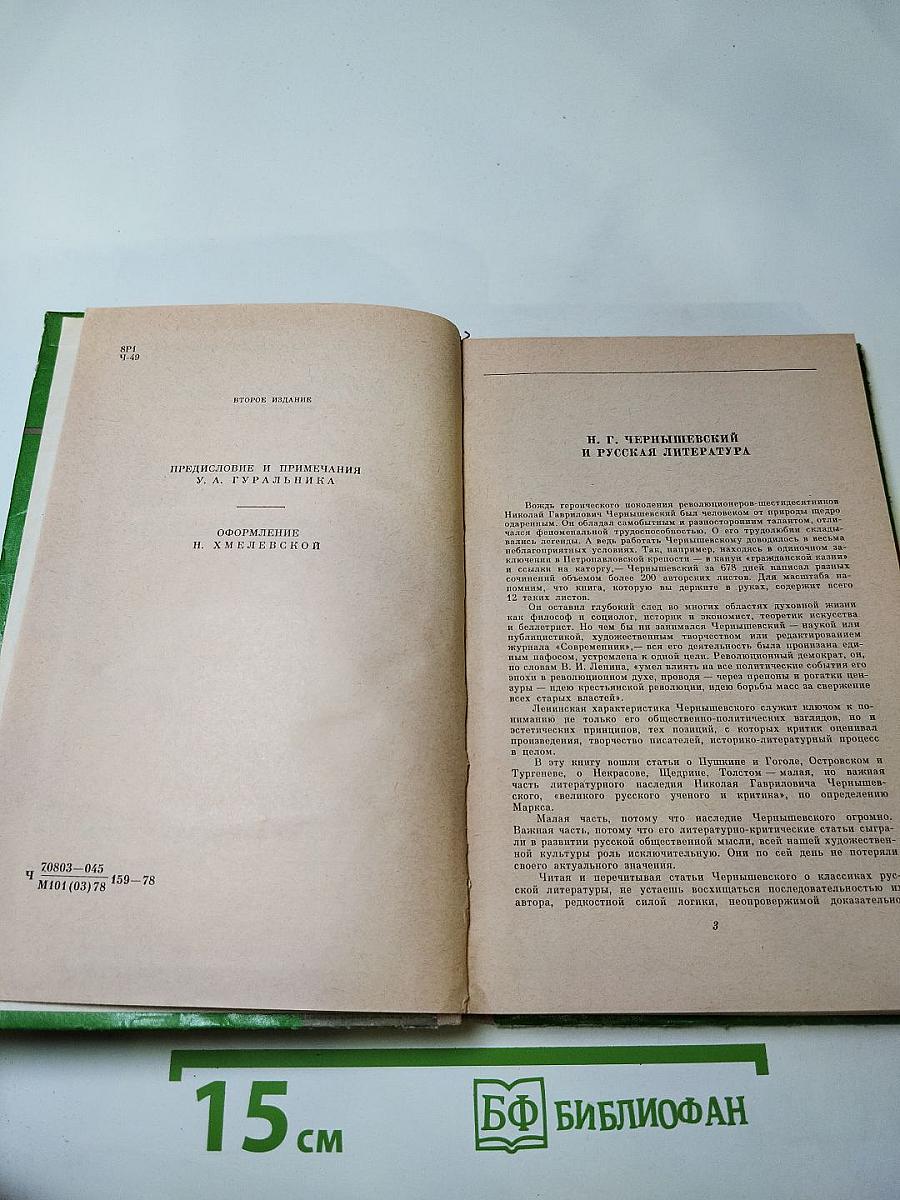 8Р1
Ч-49
ВТОРОЕ ИЗДАНИЕ
ПРЕДИСЛОВИЕ И ПРИМЕЧАНИЯ
У. А. ГУРАЛЬНИКА
ОФОРМЛЕНИЕ
Н. ХМЕЛЕВСКОЙ
Ч 70803—045
М101(03)78 159—78
Н. Г. ЧЕРНЫШЕВСКИЙ
И РУССКАЯ ЛИТЕРАТУРА
Вождь героического поколения революционеров-шестидесятников
Николай Гаврилович Чернышевский был человеком от природы щедро
одаренным. Он обладал самобытным и разносторонним талантом, отли-
чался феноменальной трудоспособностью. О его трудолюбии склады-
вались легенды. А ведь работать Чернышевскому доводилось в весьма
неблагоприятных условиях. Так, например, находясь в одиночном за-
ключении в Петропавловской крепости — в канун «гражданской казни»
и ссылки на каторгу,— Чернышевский за 678 дней написал разных
сочинений объемом более 200 авторских листов. Для масштаба на-
помним, что книга, которую вы держите в руках, содержит всего
12 таких листов.
Он оставил глубокий след во многих областях духовной жизни
как философ и социолог, историк и экономист, теоретик искусства
и беллетрист. Но чем бы ни занимался Чернышевский — наукой или
публицистикой, художественным творчеством или редактированием
журнала «Современник»,— вся его деятельность была пронизана еди-
ным пафосом, устремлена к одной цели. Революционный демократ, он,
по словам В. И. Ленина, «умел влиять на все политические события его
эпохи в революционном духе, проводя — через препоны и рогатки цен-
зуры — идею крестьянской революции, идею борьбы масс за свержение
всех старых властей».
Ленинская характеристика Чернышевского служит ключом к по-
ниманию не только его общественно-политических взглядов, но и
эстетических принципов, тех позиций, с которых критик оценивал
произведения, творчество писателей, историко-литературный процесс
в целом.
В эту книгу вошли статьи о Пушкине и Гоголе, Островском и
Тургеневе, о Некрасове, Щедрине, Толстом — малая, но важная
часть литературного наследия Николая Гавриловича Чернышев-
ского, «великого русского ученого и критика», по определению
Маркса.
Малая часть, потому что наследие Чернышевского огромно.
Важная часть, потому что его литературно-критические статьи сыгра-
ли в развитии русской общественной мысли, всей нашей художествен-
ной культуры роль исключительную. Они по сей день не потеряли
своего актуального значения.
Читая и перечитывая статьи Чернышевского о классиках рус-
ской литературы, не устаешь восхищаться последовательностью их
автора, редкостной силой логики, неопровержимой доказательно
3
15 см
БФ БИБЛИОФАН